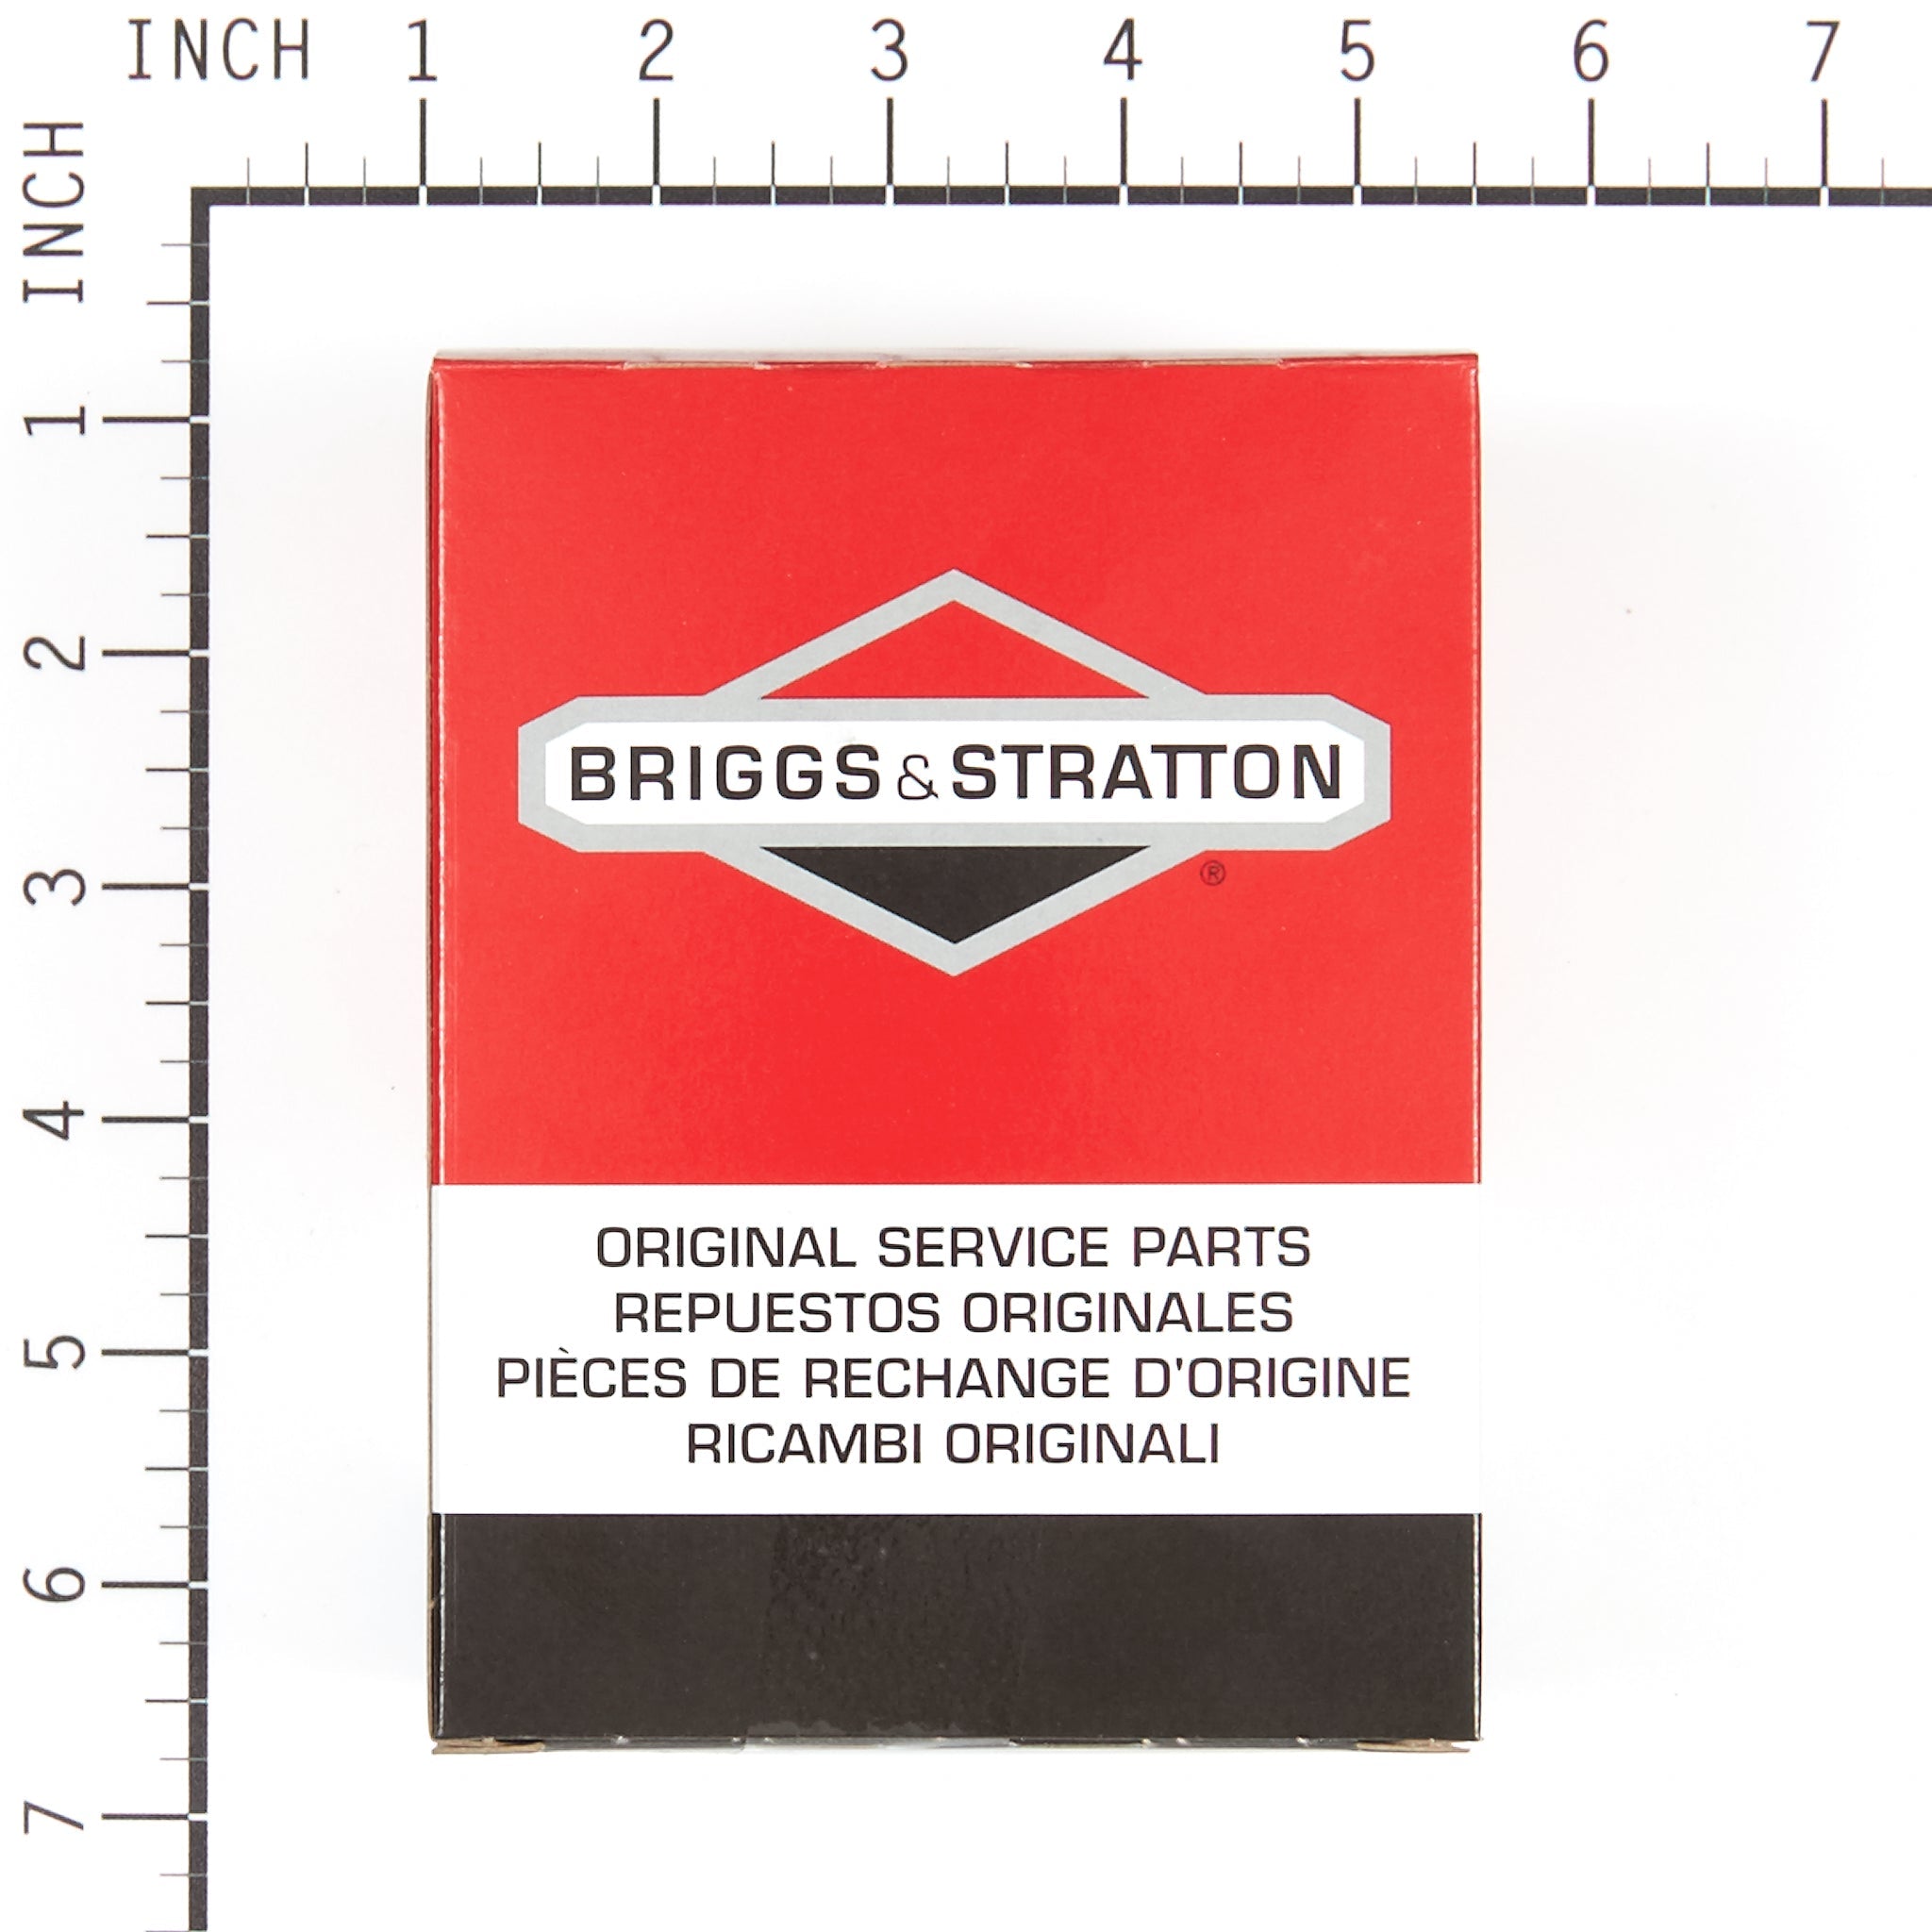 INCH 1 2 3 4 5 6 7
INCH
1
2
3
4
5
6
7
BRIGGS & STRATTON
®
ORIGINAL SERVICE PARTS
REPUESTOS ORIGINALES
PIÈCES DE RECHANGE D'ORIGINE
RICAMBI ORIGINALI